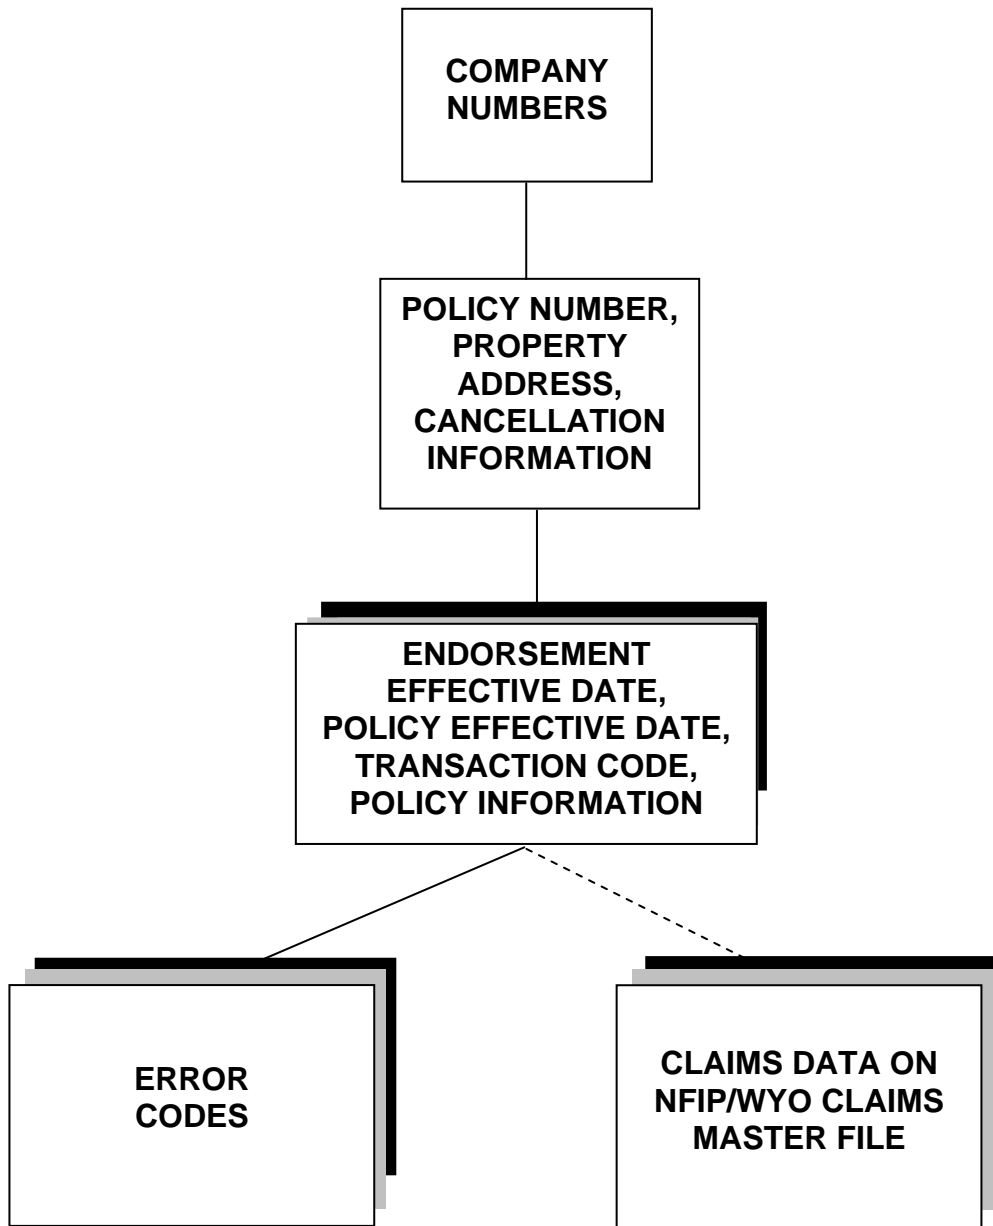 COMPANY
NUMBERS
POLICY NUMBER,
PROPERTY
ADDRESS,
CANCELLATION
INFORMATION
ENDORSEMENT
EFFECTIVE DATE,
POLICY EFFECTIVE DATE,
TRANSACTION CODE,
POLICY INFORMATION
ERROR
CODES
CLAIMS DATA ON
NFIP/WYO CLAIMS
MASTER FILE